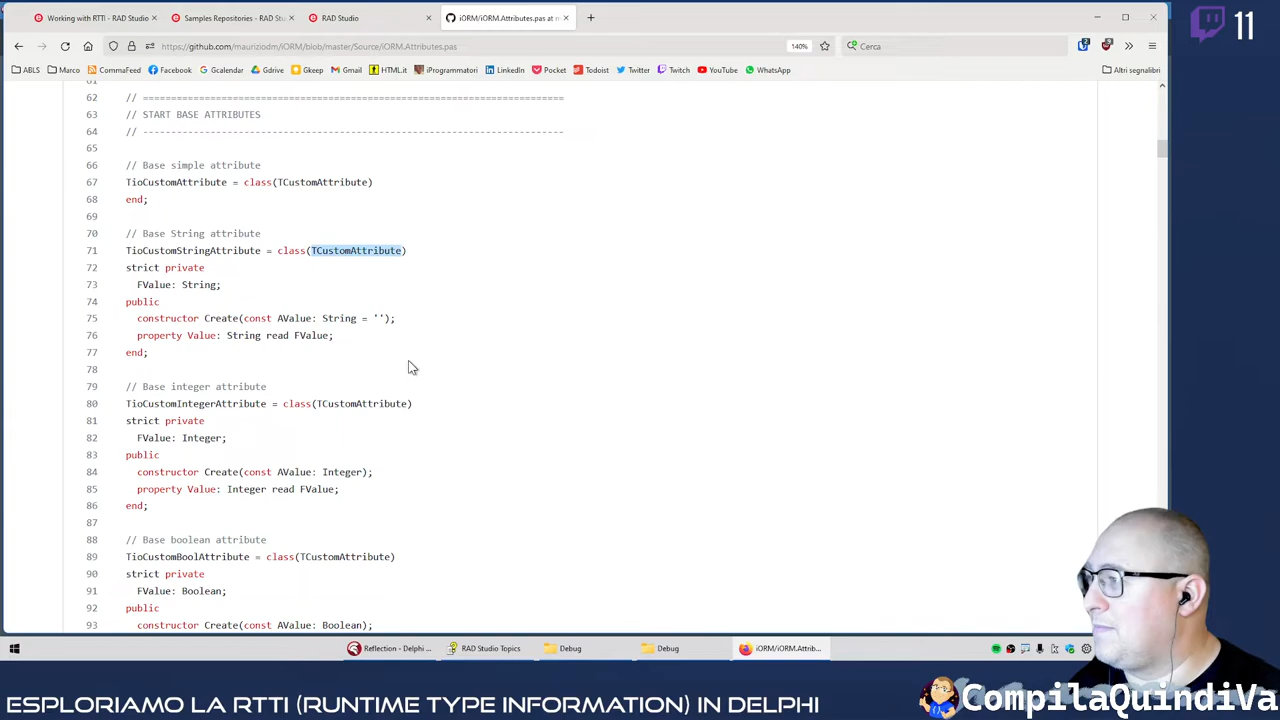 Working with RTTI - RAD Studio
Samples Repositories - RAD Stu
RAD Studio
iORM/iORM.Attributes.pas at m
11
https://github.com/mauriziodm/iORM/blob/master/Source/iORM.Attributes.pas
140%
Cerca
ABLS
Marco
CommaFeed
Facebook
Gcalendar
Gdrive
Gkeep
Gmail
HTML.it
iProgrammatori
LinkedIn
Pocket
Todoist
Twitter
Twitch
YouTube
WhatsApp
Altri segnalibri
61
62 // ===========================================================================
63 // START BASE ATTRIBUTES
64 // ---------------------------------------------------------------------------
65
66 // Base simple attribute
67 TioCustomAttribute = class(TCustomAttribute)
68 end;
69
70 // Base String attribute
71 TioCustomStringAttribute = class(TCustomAttribute)
72 strict private
73 FValue: String;
74 public
75 constructor Create(const AValue: String = '');
76 property Value: String read FValue;
77 end;
78
79 // Base integer attribute
80 TioCustomIntegerAttribute = class(TCustomAttribute)
81 strict private
82 FValue: Integer;
83 public
84 constructor Create(const AValue: Integer);
85 property Value: Integer read FValue;
86 end;
87
88 // Base boolean attribute
89 TioCustomBoolAttribute = class(TCustomAttribute)
90 strict private
91 FValue: Boolean;
92 public
93 constructor Create(const AValue: Boolean);
Reflection - Delphi ...
RAD Studio Topics
Debug
Debug
iORM/iORM.Attrib...
ESPLORIAMO LA RTTI (RUNTIME TYPE INFORMATION) IN DELPHI
CompilaQuindiVa